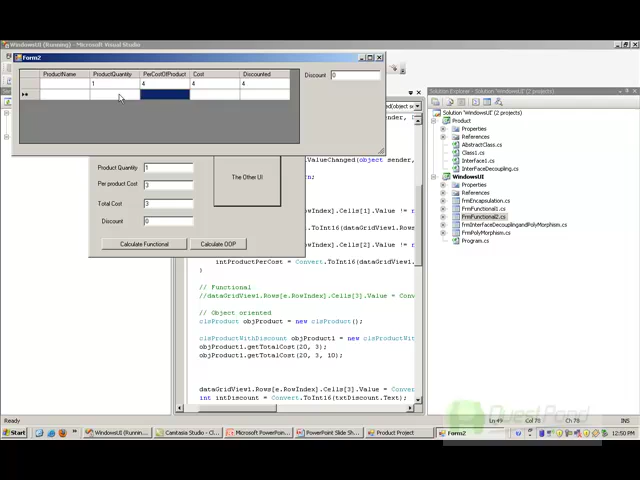 WindowsUI (Running) - Microsoft Visual Studio
Form2
ProductName ProductQuantity PerCostOfProduct Cost Discounted
1 4 4 4
Discount 0
Product Quantity 1
Per product Cost 3
Total Cost 3
Discount 0
The Other UI
Calculate Functional Calculate OOP
ValueChanged(object sender,
rowIndex].Cells[1].Value !=
.ToInt16(dataGridView1.Rows
rowIndex].Cells[2].Value !=
intProductPerCost = Convert.ToInt16(dataGridView1.
}
// Functional
//dataGridView1.Rows[e.RowIndex].Cells[3].Value = Conv
// Object oriented
clsProduct objProduct = new clsProduct();
clsProductWithDiscount objProduct1 = new clsProductWith
objProduct1.getTotalCost(20, 3);
objProduct1.getTotalCost(20, 3, 10);
dataGridView1.Rows[e.RowIndex].Cells[3].Value = Convert
int intDiscount = Convert.ToInt16(txtDiscount.Text);
Solution Explorer - Solution 'WindowsUI' (2 projects)
Solution 'WindowsUI' (2 projects)
Product
Properties
References
AbstractClass.cs
Class1.cs
Interface1.cs
InterfaceDecoupling.cs
WindowsUI
Properties
References
FrmEncapsulation.cs
FrmFunctional1.cs
FrmFunctional2.cs
FrmInterfaceDecouplingandPolyMorphism.cs
FrmPolyMorphism.cs
Program.cs
QuestPond
Ready Ln 49 Col 78 Ch 78
Start WindowsUI (Runnin... Camtasia Studio - Cl... Microsoft PowerPoin... PowerPoint Slide Sh... Product Project Form2 12:50 PM